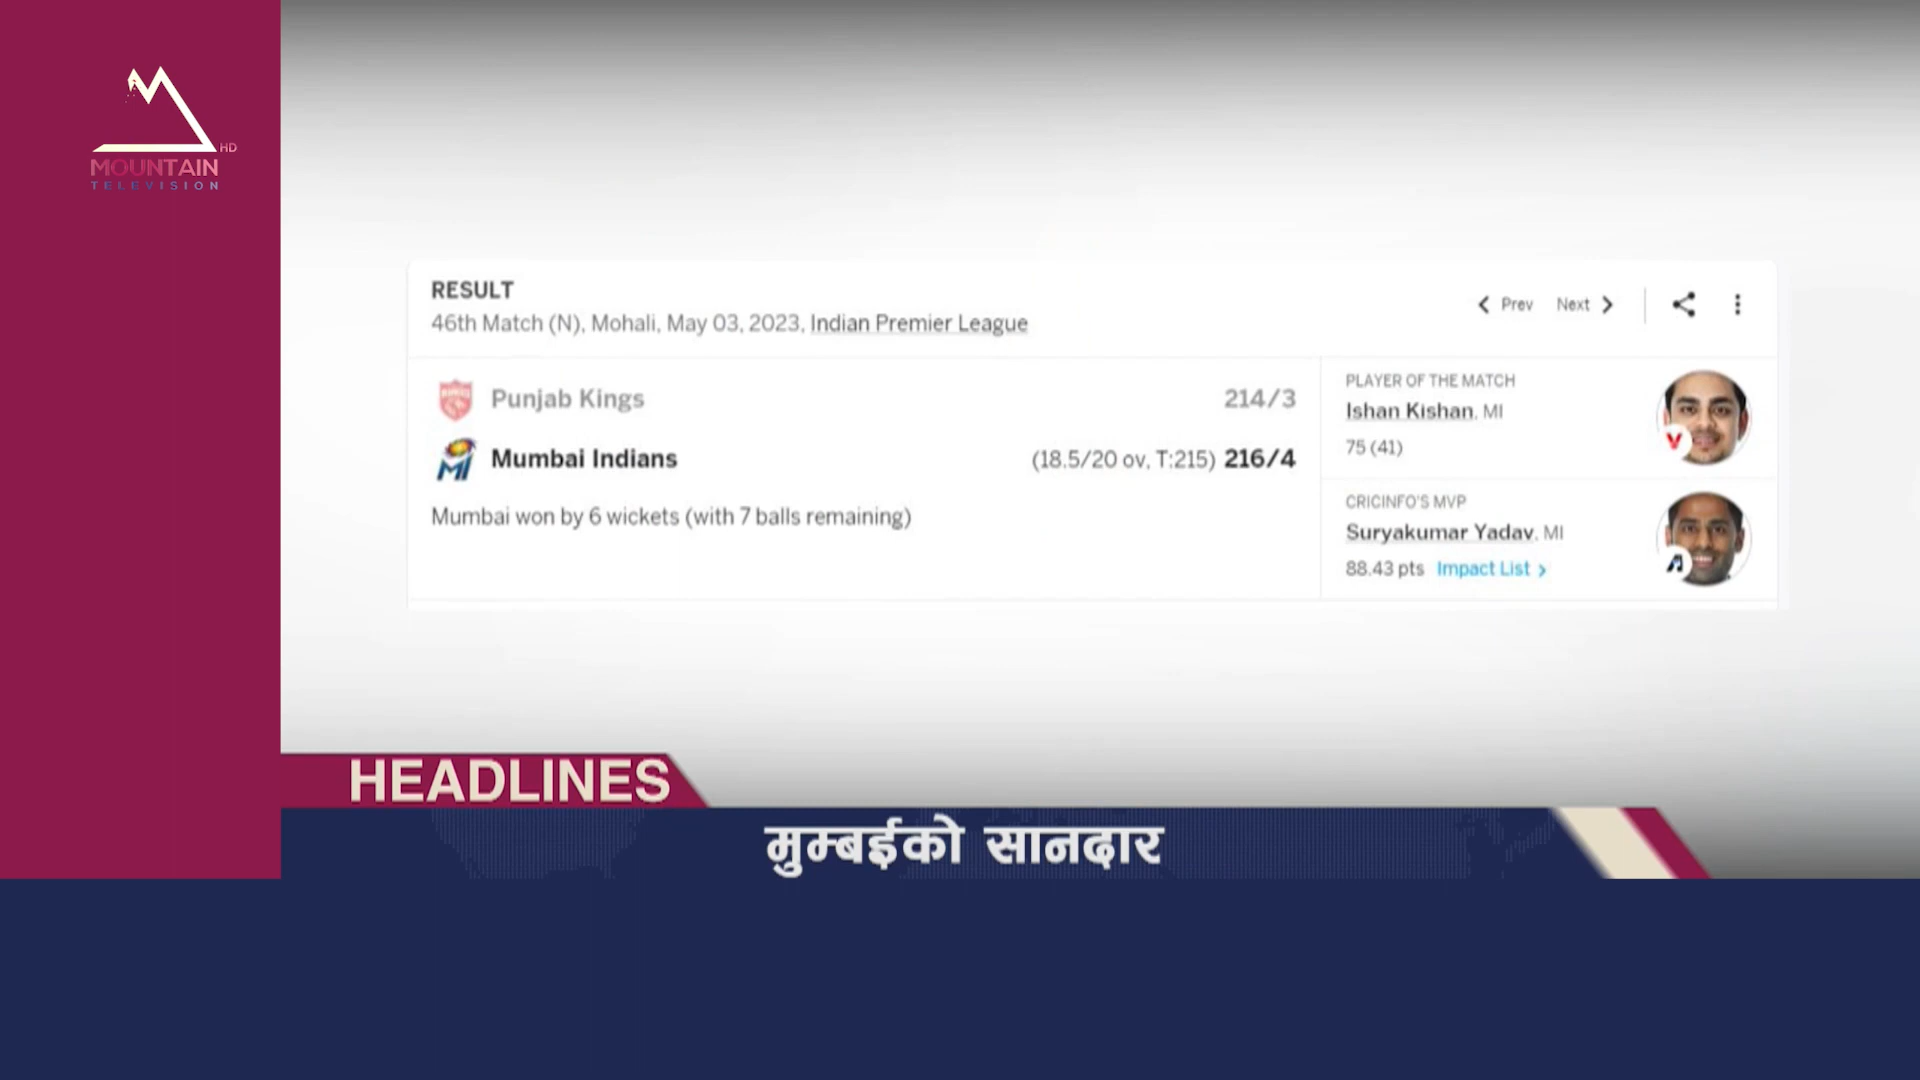 HD
MOUNTAIN
TELEVISION
RESULT
46th Match (N), Mohali, May 03, 2023, Indian Premier League
Prev Next
Punjab Kings 214/3
Mumbai Indians (18.5/20 ov, T:215) 216/4
Mumbai won by 6 wickets (with 7 balls remaining)
PLAYER OF THE MATCH
Ishan Kishan, MI
75 (41)
CRICINFO'S MVP
Suryakumar Yadav, MI
88.43 pts Impact List
HEADLINES
मुम्बईको सानदार